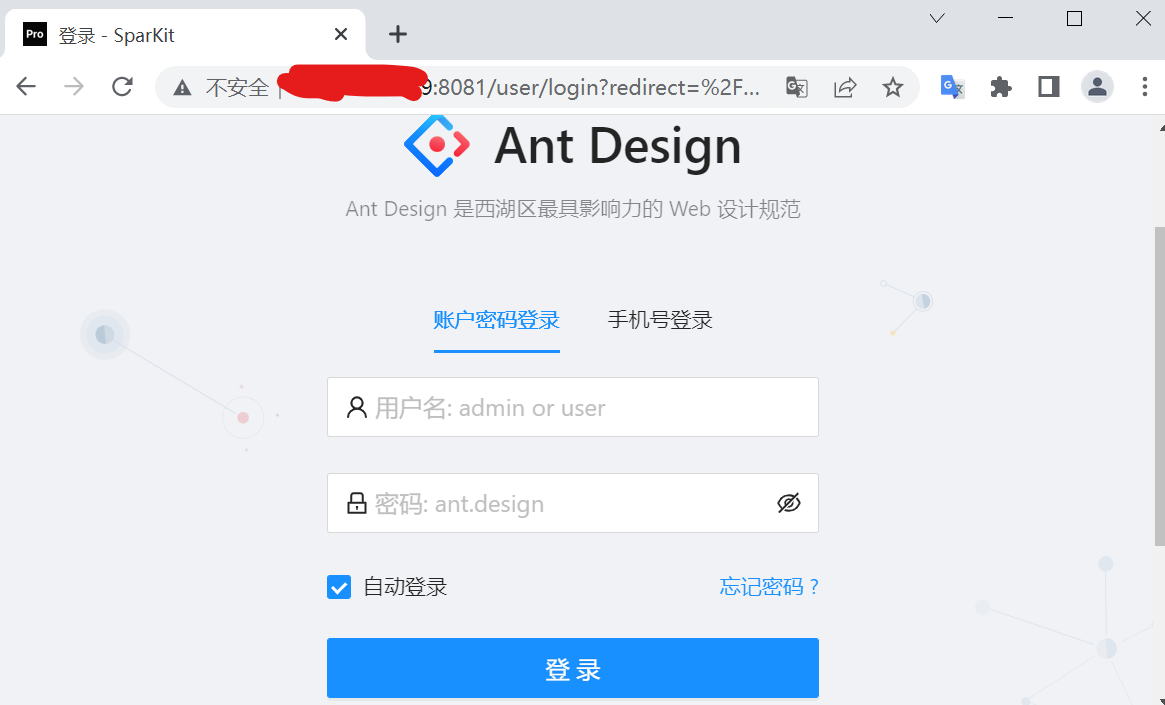 Pro 登录 - SparKit
不安全 | 9:8081/user/login?redirect=%2F...
Ant Design
Ant Design 是西湖区最具影响力的 Web 设计规范
账户密码登录 手机号登录
用户名: admin or user
密码: ant.design
自动登录 忘记密码 ?
登 录